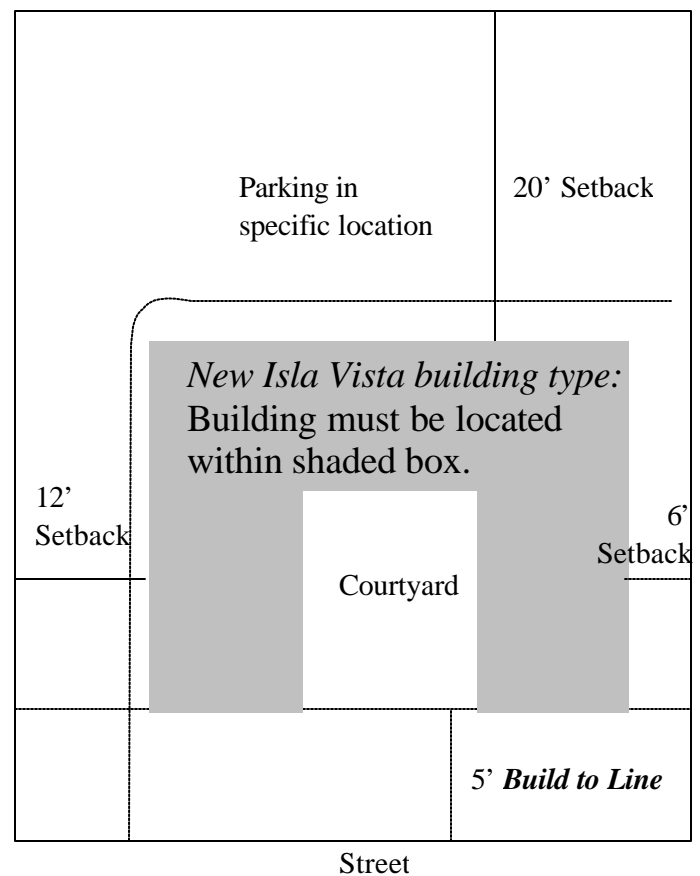 Parking in
specific location
20’ Setback
New Isla Vista building type:
Building must be located
within shaded box.
12’
Setback
6’
Setback
Courtyard
5’ Build to Line
Street